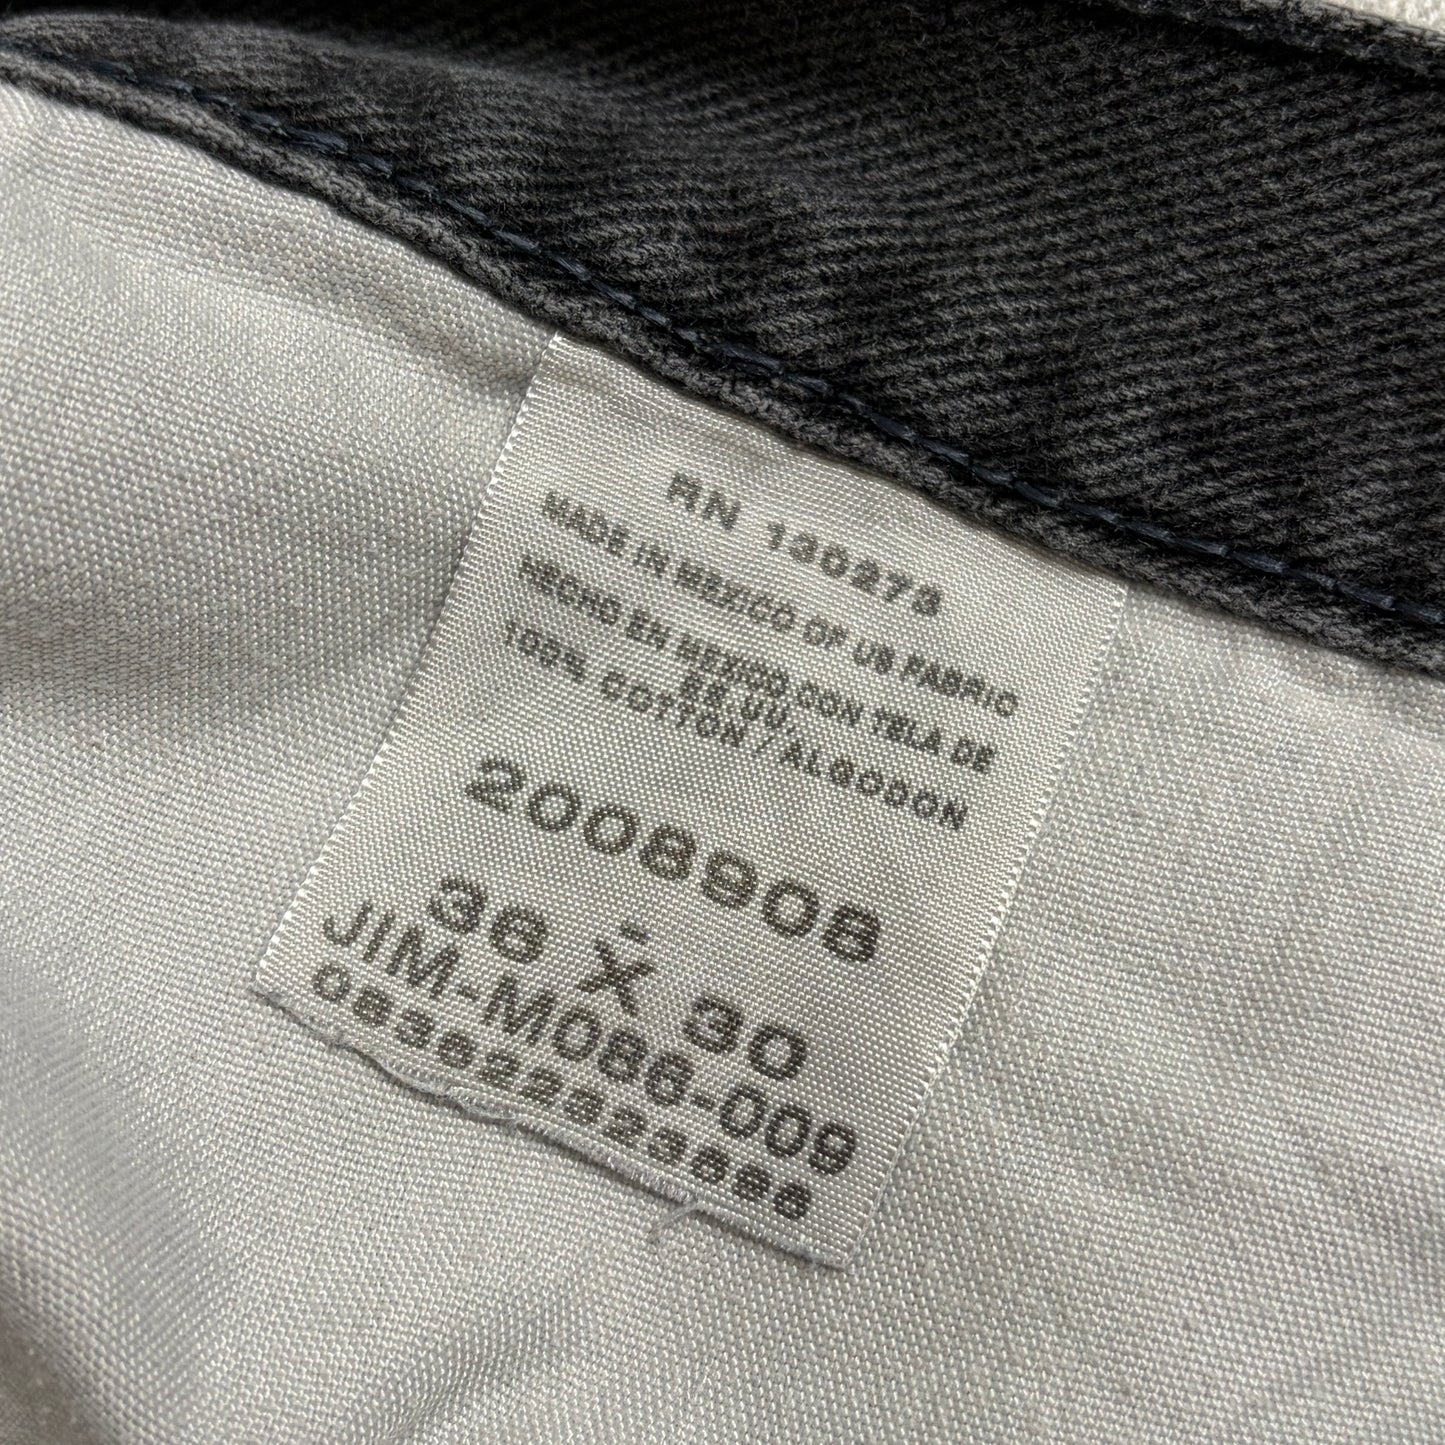 RN 130273
MADE IN MEXICO OF US FABRIC
HECHO EN MEXICO CON TELA DE
EE.UU.
100% COTTON / ALGODON
2008908
36 X 30
JIM-M086-009